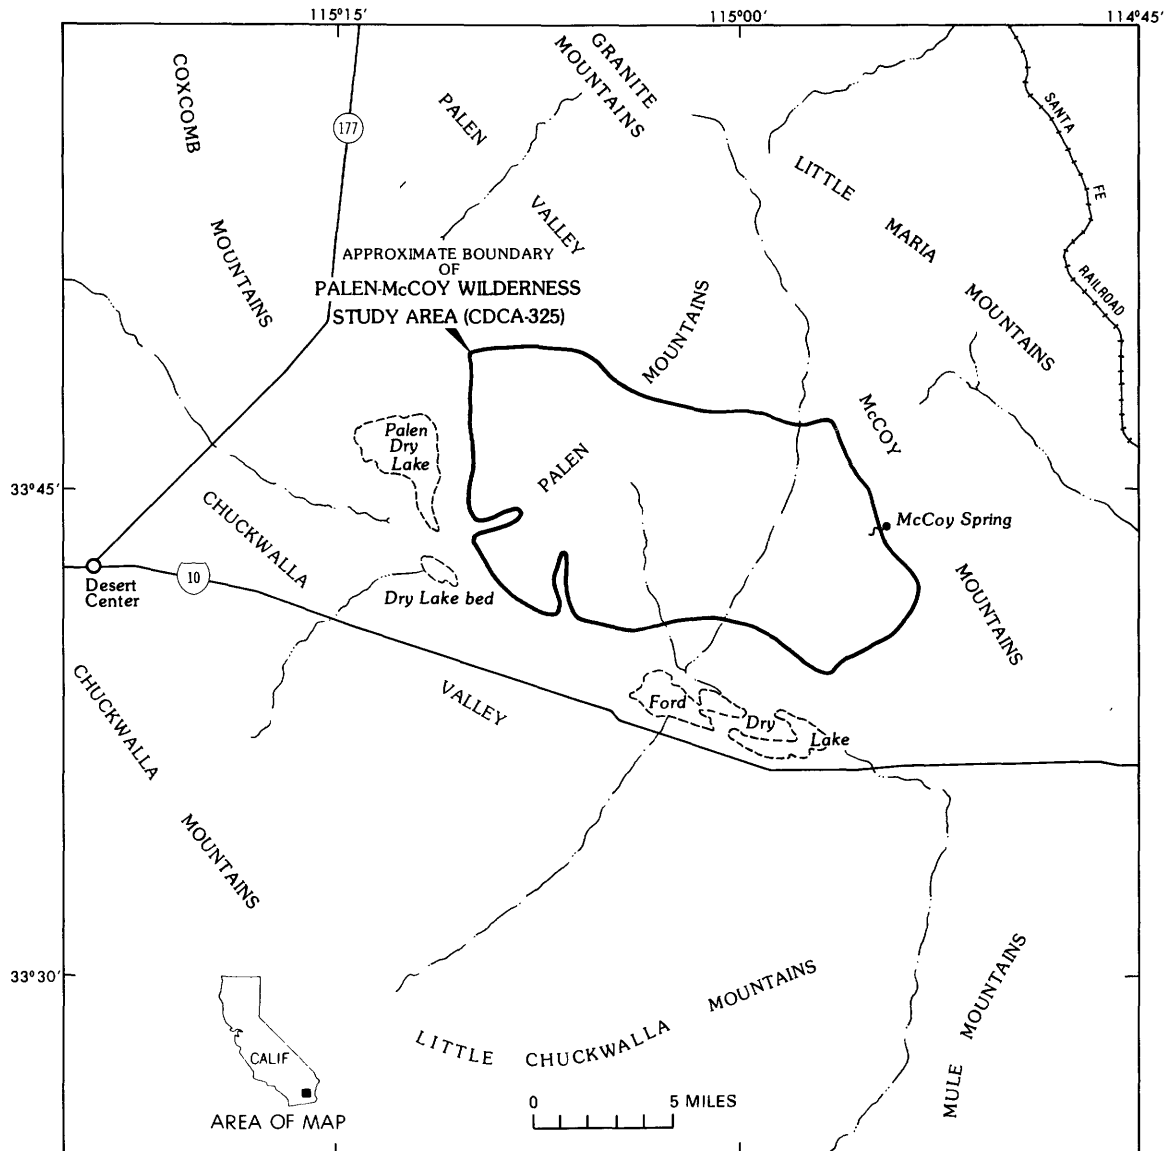 115°15′
115°00′
114°45′
COXCOMB
MOUNTAINS
177
PALEN
VALLEY
GRANITE
MOUNTAINS
LITTLE
MARIA
MOUNTAINS
SANTA
FE
RAILROAD
APPROXIMATE BOUNDARY
OF
PALEN-McCOY WILDERNESS
STUDY AREA (CDCA-325)
MOUNTAINS
PALEN
McCOY
MOUNTAINS
Palen
Dry
Lake
33°45′
McCoy Spring
CHUCKWALLA
VALLEY
Desert
Center
10
Dry Lake bed
Ford
Dry
Lake
CHUCKWALLA
MOUNTAINS
33°30′
LITTLE CHUCKWALLA MOUNTAINS
MULE MOUNTAINS
CALIF
AREA OF MAP
0 5 MILES